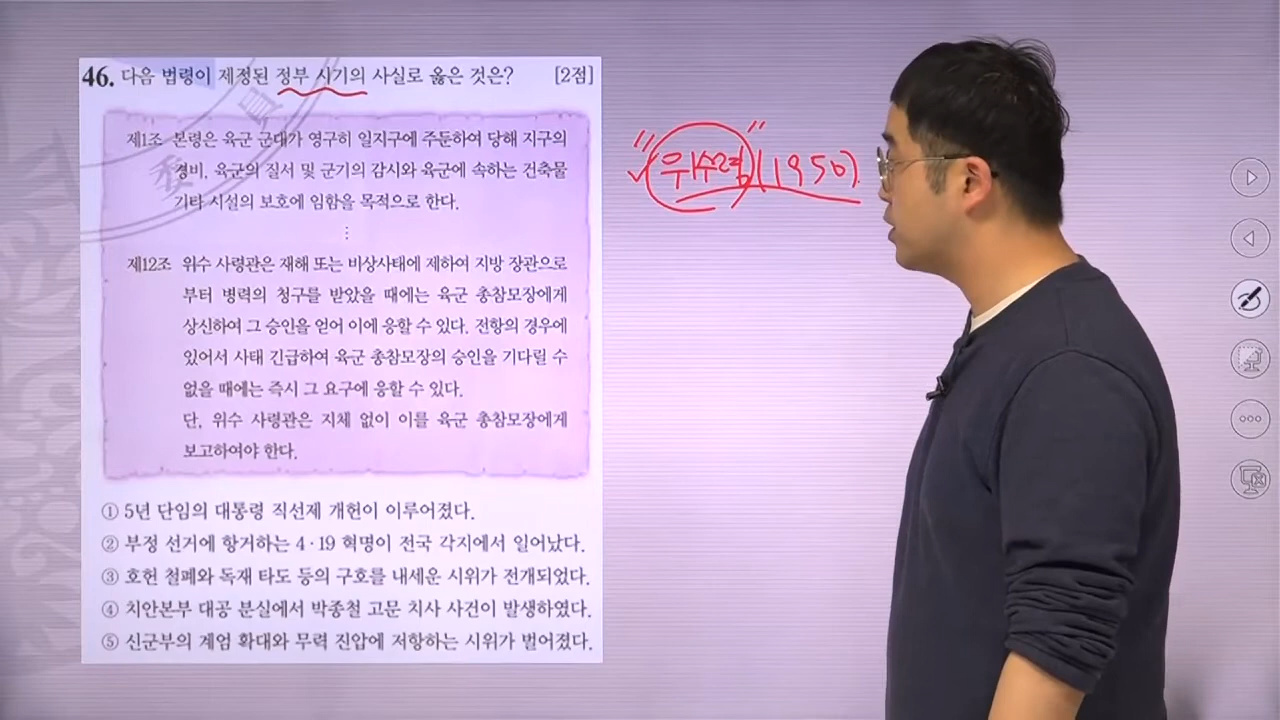 46. 다음 법령이 제정된 정부 시기의 사실로 옳은 것은? [2점]
제1조 본령은 육군 군대가 영구히 일지구에 주둔하여 당해 지구의
경비, 육군의 질서 및 군기의 감시와 육군에 속하는 건축물
기타 시설의 보호에 임함을 목적으로 한다.
⋮
제12조 위수 사령관은 재해 또는 비상사태에 제하여 지방 장관으로
부터 병력의 청구를 받았을 때에는 육군 총참모장에게
상신하여 그 승인을 얻어 이에 응할 수 있다. 전항의 경우에
있어서 사태 긴급하여 육군 총참모장의 승인을 기다릴 수
없을 때에는 즉시 그 요구에 응할 수 있다.
단, 위수 사령관은 지체 없이 이를 육군 총참모장에게
보고하여야 한다.
① 5년 단임의 대통령 직선제 개헌이 이루어졌다.
② 부정 선거에 항거하는 4·19 혁명이 전국 각지에서 일어났다.
③ 호헌 철폐와 독재 타도 등의 구호를 내세운 시위가 전개되었다.
④ 치안본부 대공 분실에서 박종철 고문 치사 사건이 발생하였다.
⑤ 신군부의 계엄 확대와 무력 진압에 저항하는 시위가 벌어졌다.
"위수령"(1950)
委 員